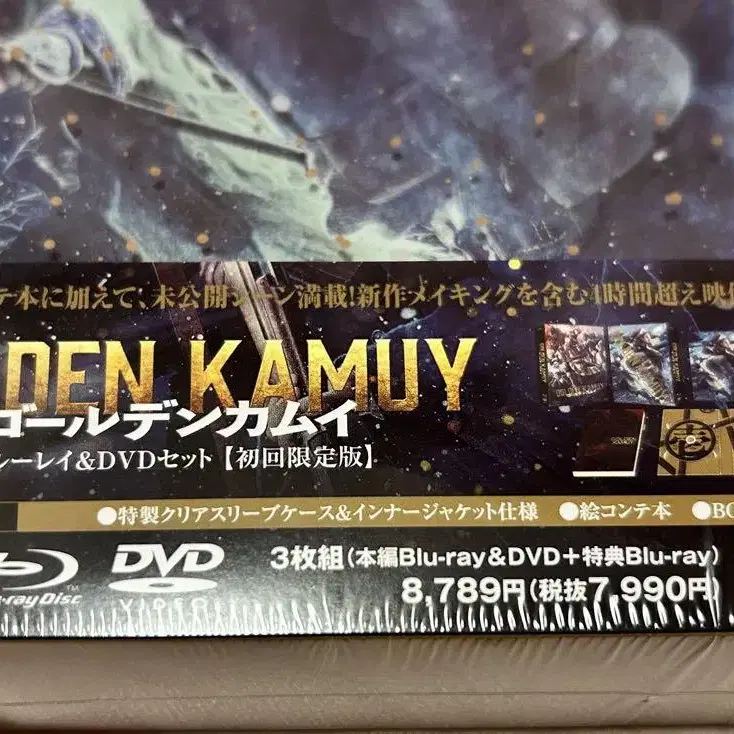 テ本に加えて、未公開シーン満載!新作メイキングを含む4時間超え映
DEN KAMUY
ゴールデンカムイ
ルーレイ&DVDセット【初回限定版】
●特製クリアスリーブケース&インナージャケット仕様 ●絵コンテ本 ●BO
3枚組(本編Blu-ray&DVD+特典Blu-ray)
8,789円(税抜7,990円)
u-ray Disc
DVD
VIDEO